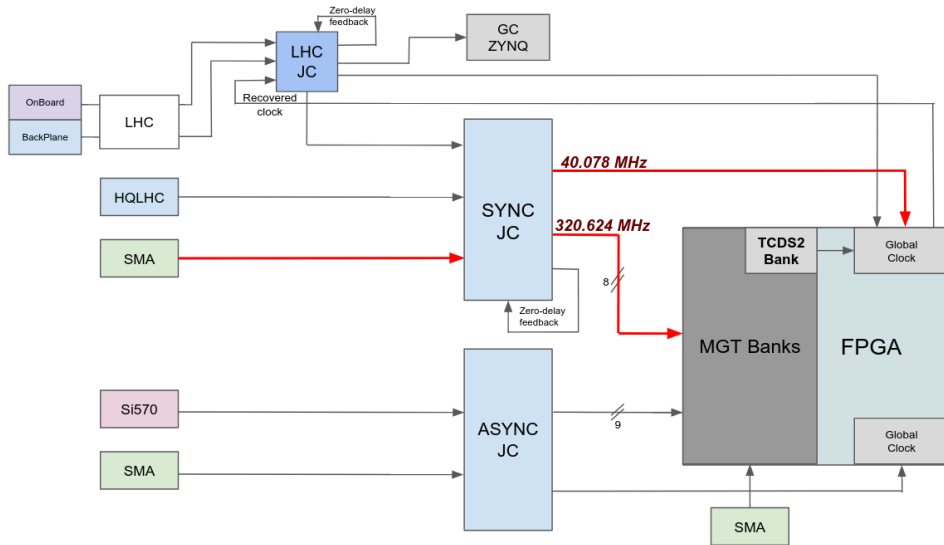 Zero-delay
feedback
GC
ZYNQ
LHC
JC
OnBoard
BackPlane
LHC
Recovered
clock
40.078 MHz
HQLHC
SYNC
JC
320.624 MHz
SMA
TCDS2
Bank
Global
Clock
8
Zero-delay
feedback
MGT Banks
FPGA
Si570
ASYNC
JC
9
Global
Clock
SMA
SMA